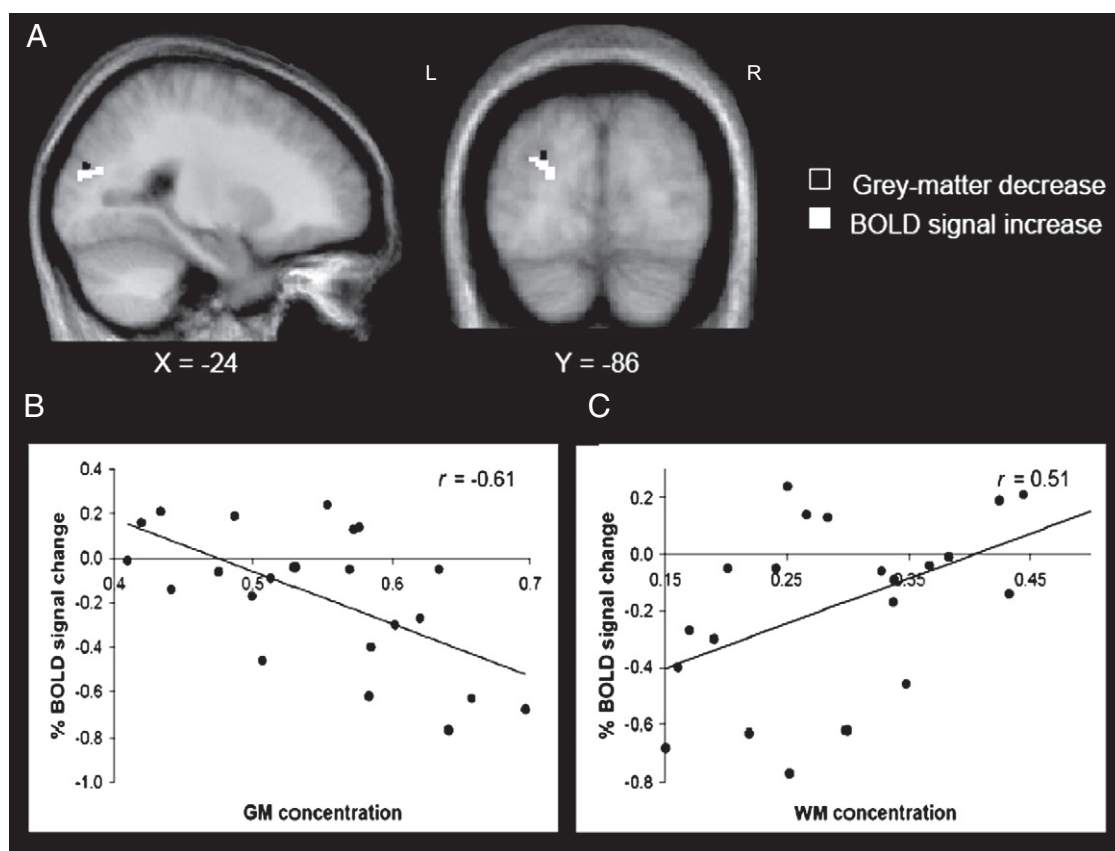 A
L
R
Grey-matter decrease
BOLD signal increase
X = -24
Y = -86
B
C
r = -0.61
0.4
0.2
0.0
-0.2
-0.4
-0.6
-0.8
-1.0
0.4
0.5
0.6
0.7
% BOLD signal change
GM concentration
r = 0.51
0.2
0.0
-0.2
-0.4
-0.6
-0.8
0.15
0.25
0.35
0.45
% BOLD signal change
WM concentration